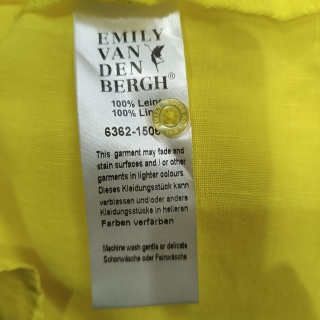 EMILY
VAN
DEN
BERGH®
100% Leinen
100% Linen
6362-1506
This garment may fade and
stain surfaces and / or other
garments in lighter colours.
Dieses Kleidungsstück kann
verblassen und/oder andere
Kleidungsstücke in helleren
Farben verfärben
Machine wash gentle or delicate
Schonwäsche oder Feinwäsche